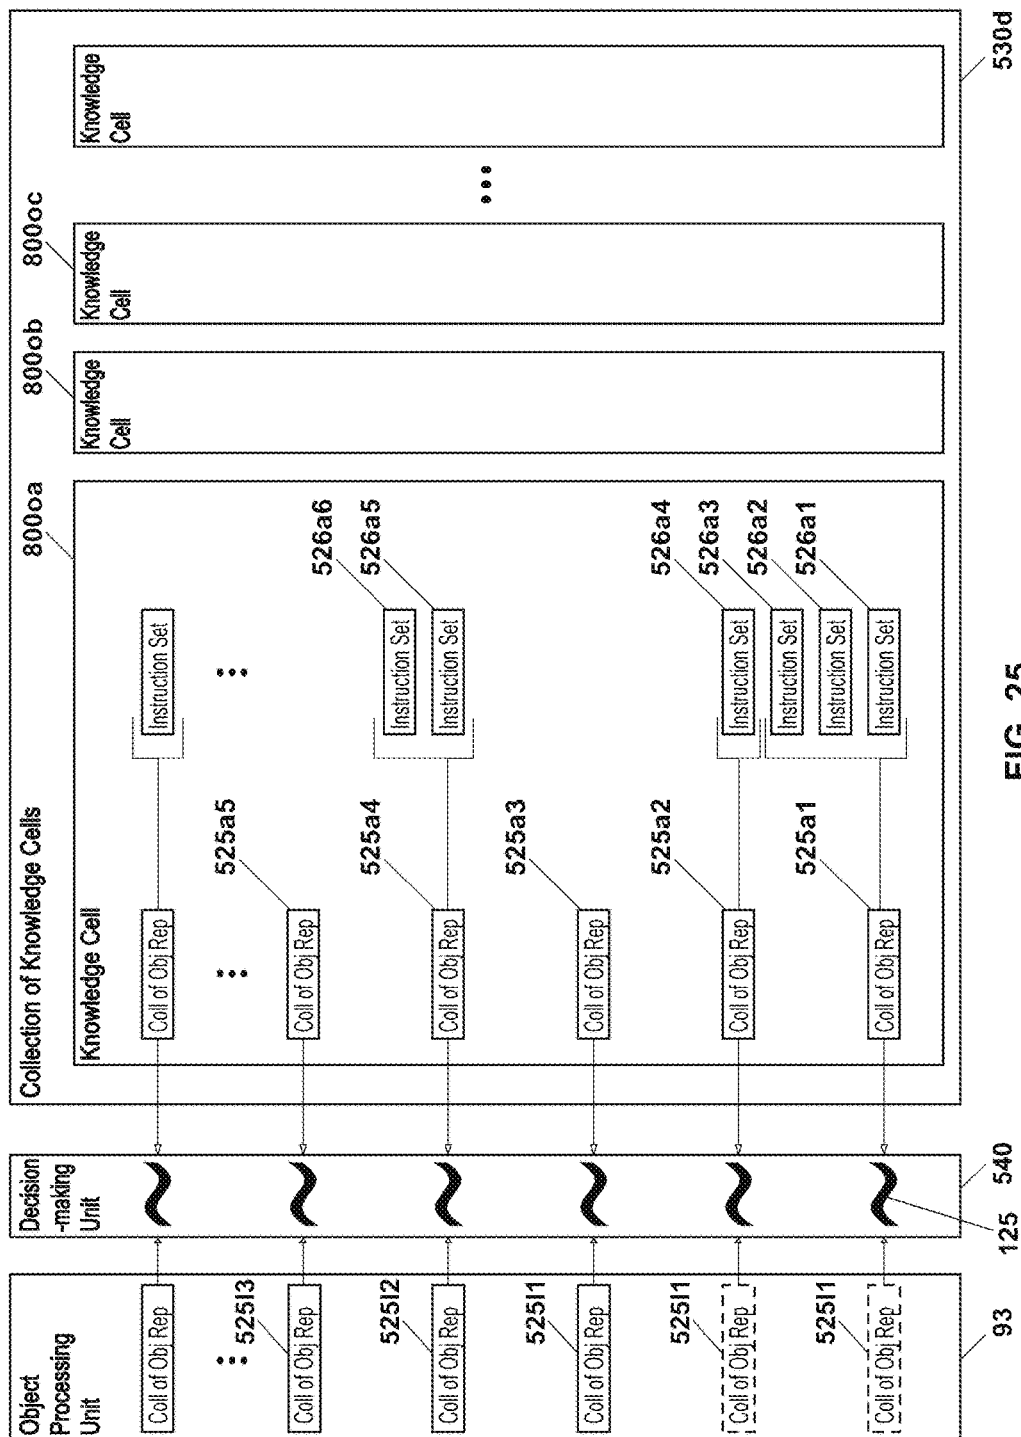 Collection of Knowledge Cells
Object
Processing
Unit
Decision
-making
Unit
Knowledge Cell
800oa
Knowledge
Cell
800ob
Knowledge
Cell
800oc
Knowledge
Cell
Coll of Obj Rep
Coll of Obj Rep
Instruction Set
525l3
Coll of Obj Rep
Coll of Obj Rep
525a5
525l2
Coll of Obj Rep
Coll of Obj Rep
525a4
Instruction Set
526a6
Instruction Set
526a5
525l1
Coll of Obj Rep
Coll of Obj Rep
525a3
525l1
Coll of Obj Rep
Coll of Obj Rep
525a2
Instruction Set
526a4
Instruction Set
526a3
Instruction Set
526a2
525l1
Coll of Obj Rep
Coll of Obj Rep
525a1
Instruction Set
526a1
93
125
540
530d
FIG. 25